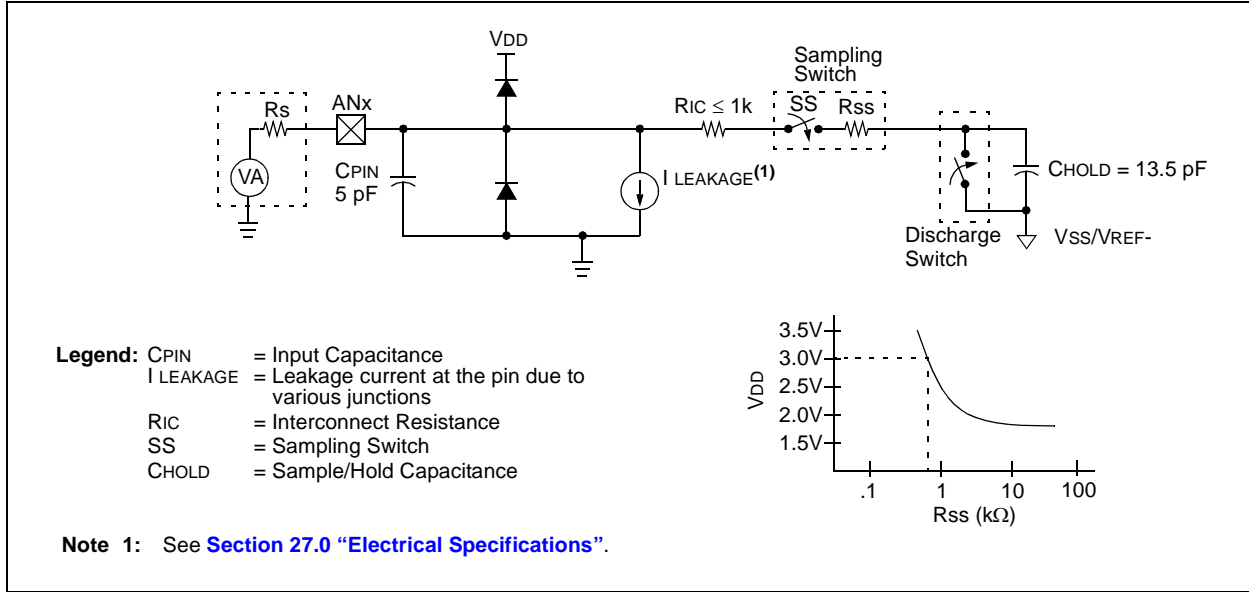 VDD
Sampling
Switch
Rs
ANx
RIC ≤ 1k
SS
Rss
VA
CPIN
5 pF
I LEAKAGE(1)
CHOLD = 13.5 pF
Discharge
Switch
VSS/VREF-
Legend: CPIN = Input Capacitance
I LEAKAGE = Leakage current at the pin due to
various junctions
RIC = Interconnect Resistance
SS = Sampling Switch
CHOLD = Sample/Hold Capacitance
VDD
3.5V
3.0V
2.5V
2.0V
1.5V
.1 1 10 100
Rss (kΩ)
Note 1: See Section 27.0 “Electrical Specifications”.